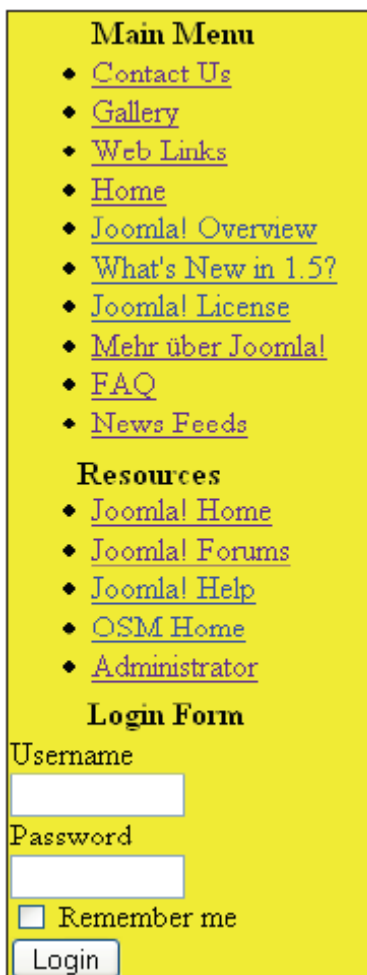 Main Menu
Contact Us
Gallery
Web Links
Home
Joomla! Overview
What's New in 1.5?
Joomla! License
Mehr über Joomla!
FAQ
News Feeds
Resources
Joomla! Home
Joomla! Forums
Joomla! Help
OSM Home
Administrator
Login Form
Username
Password
Remember me
Login